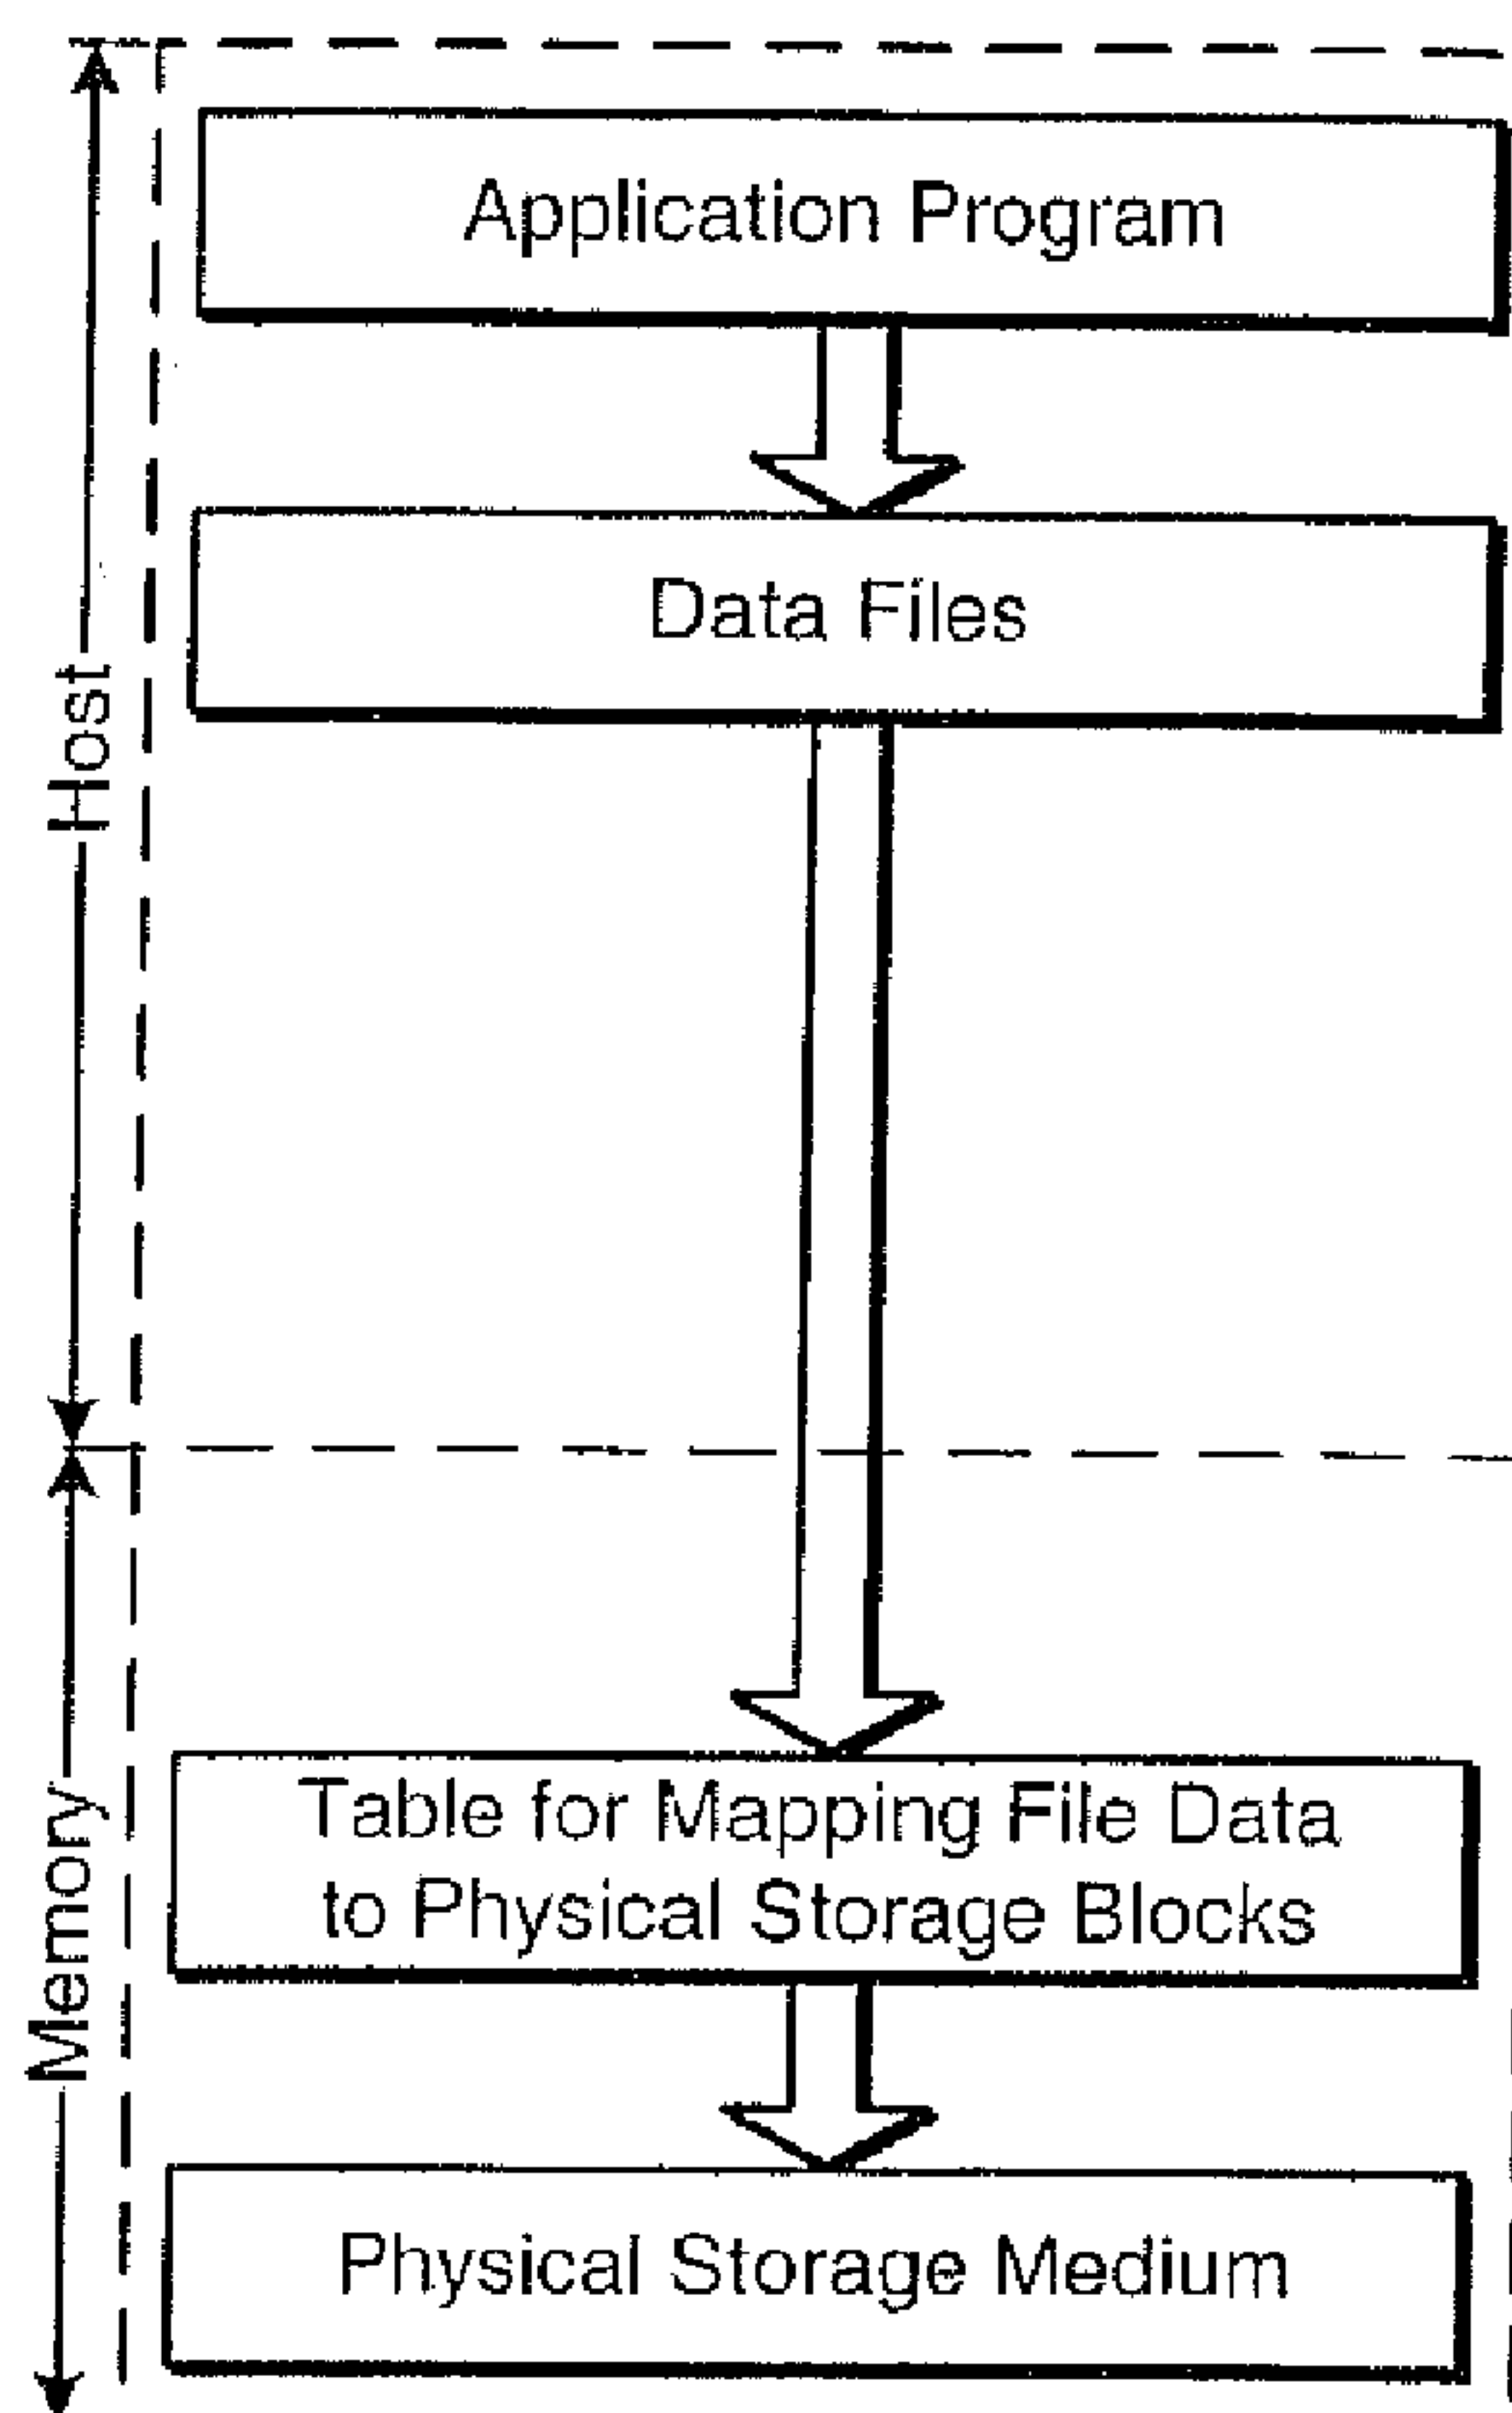 Application Program
Data Files
Host
Table for Mapping File Data
to Physical Storage Blocks
Memory
Physical Storage Medium